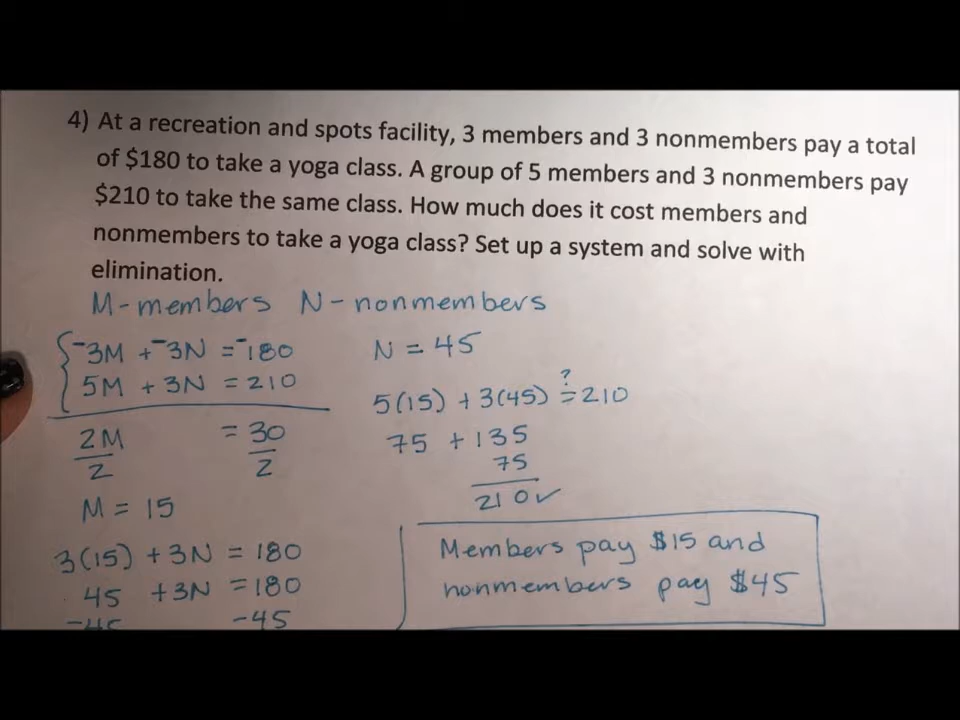 4) At a recreation and spots facility, 3 members and 3 nonmembers pay a total
of $180 to take a yoga class. A group of 5 members and 3 nonmembers pay
$210 to take the same class. How much does it cost members and
nonmembers to take a yoga class? Set up a system and solve with
elimination.
M-members N-nonmembers
-3M + -3N = -180
5M + 3N = 210
2M = 30
2 2
M = 15
3(15) + 3N = 180
45 + 3N = 180
-45 -45
N = 45
5(15) + 3(45) ?= 210
75 + 135
75
210 ✓
Members pay $15 and
nonmembers pay $45